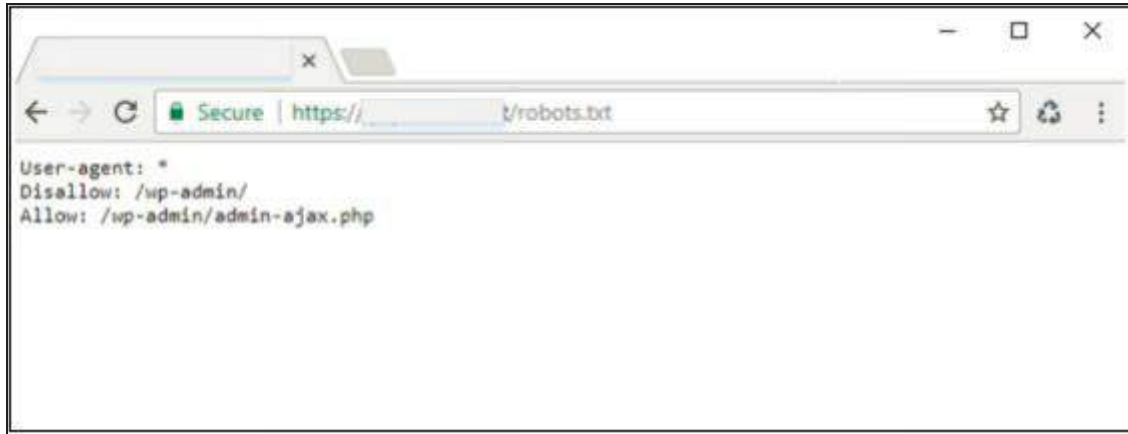 Secure | https:// t/robots.txt
User-agent: *
Disallow: /wp-admin/
Allow: /wp-admin/admin-ajax.php